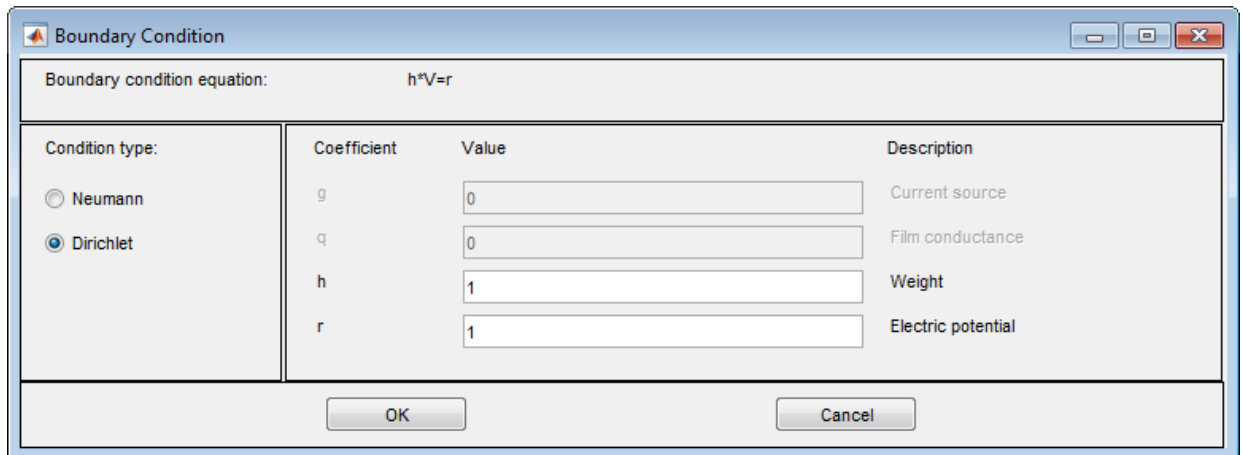 Boundary Condition
Boundary condition equation: h*V=r
Condition type: Coefficient Value Description
Neumann g 0 Current source
Dirichlet q 0 Film conductance
h 1 Weight
r 1 Electric potential
OK Cancel